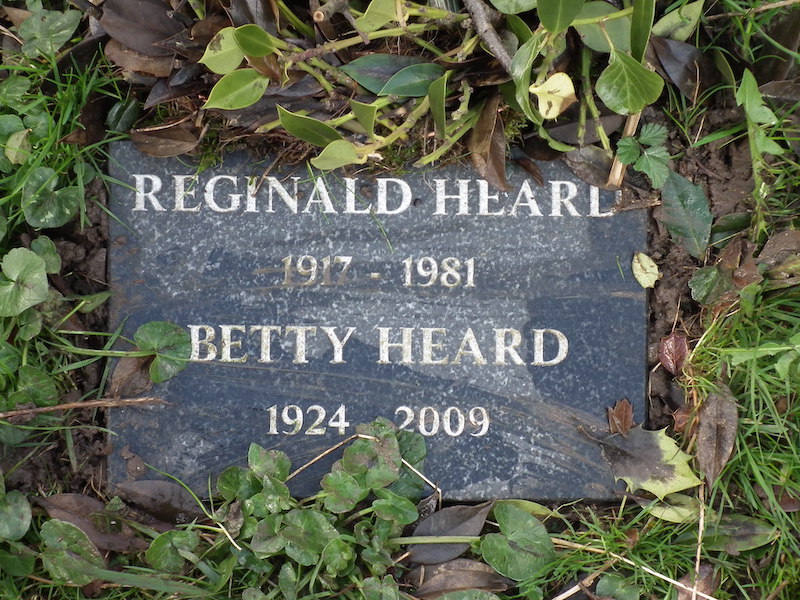 REGINALD HEARD
1917 - 1981
BETTY HEARD
1924 - 2009